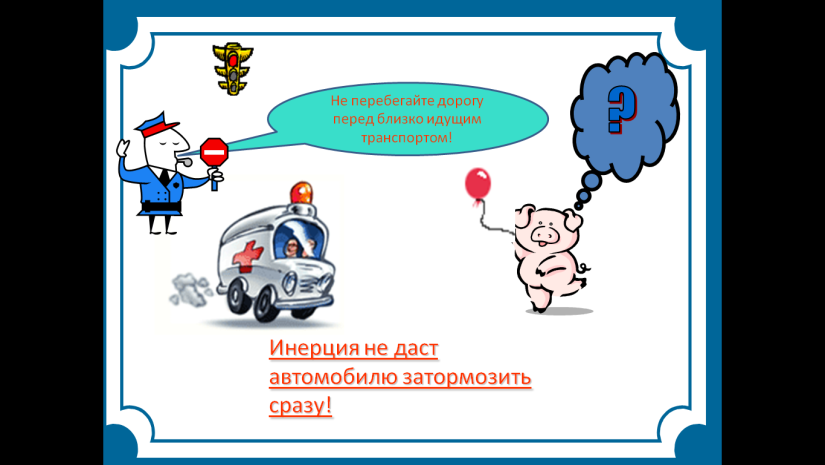 Не перебегайте дорогу
перед близко идущим
транспортом!
?
Инерция не даст
автомобилю затормозить
сразу!